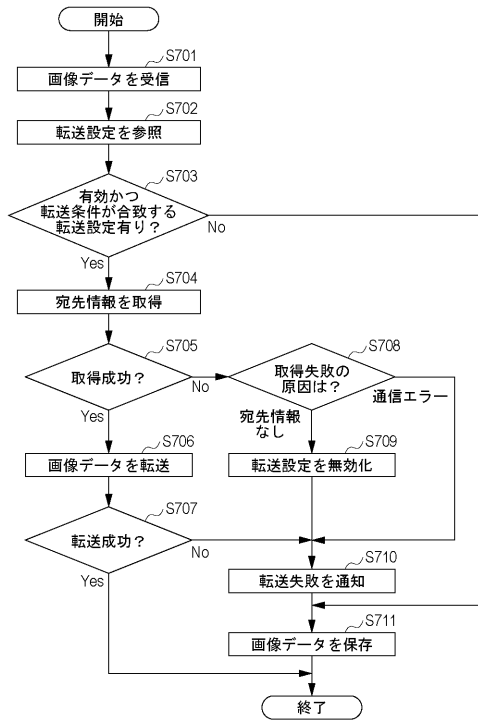 開始
S701
画像データを受信
S702
転送設定を参照
S703
有効かつ
転送条件が合致する
転送設定有り？
No
Yes
S704
宛先情報を取得
S705
取得成功？
No
Yes
S708
取得失敗の
原因は？
通信エラー
宛先情報
なし
S706
画像データを転送
S709
転送設定を無効化
S707
転送成功？
No
Yes
S710
転送失敗を通知
S711
画像データを保存
終了